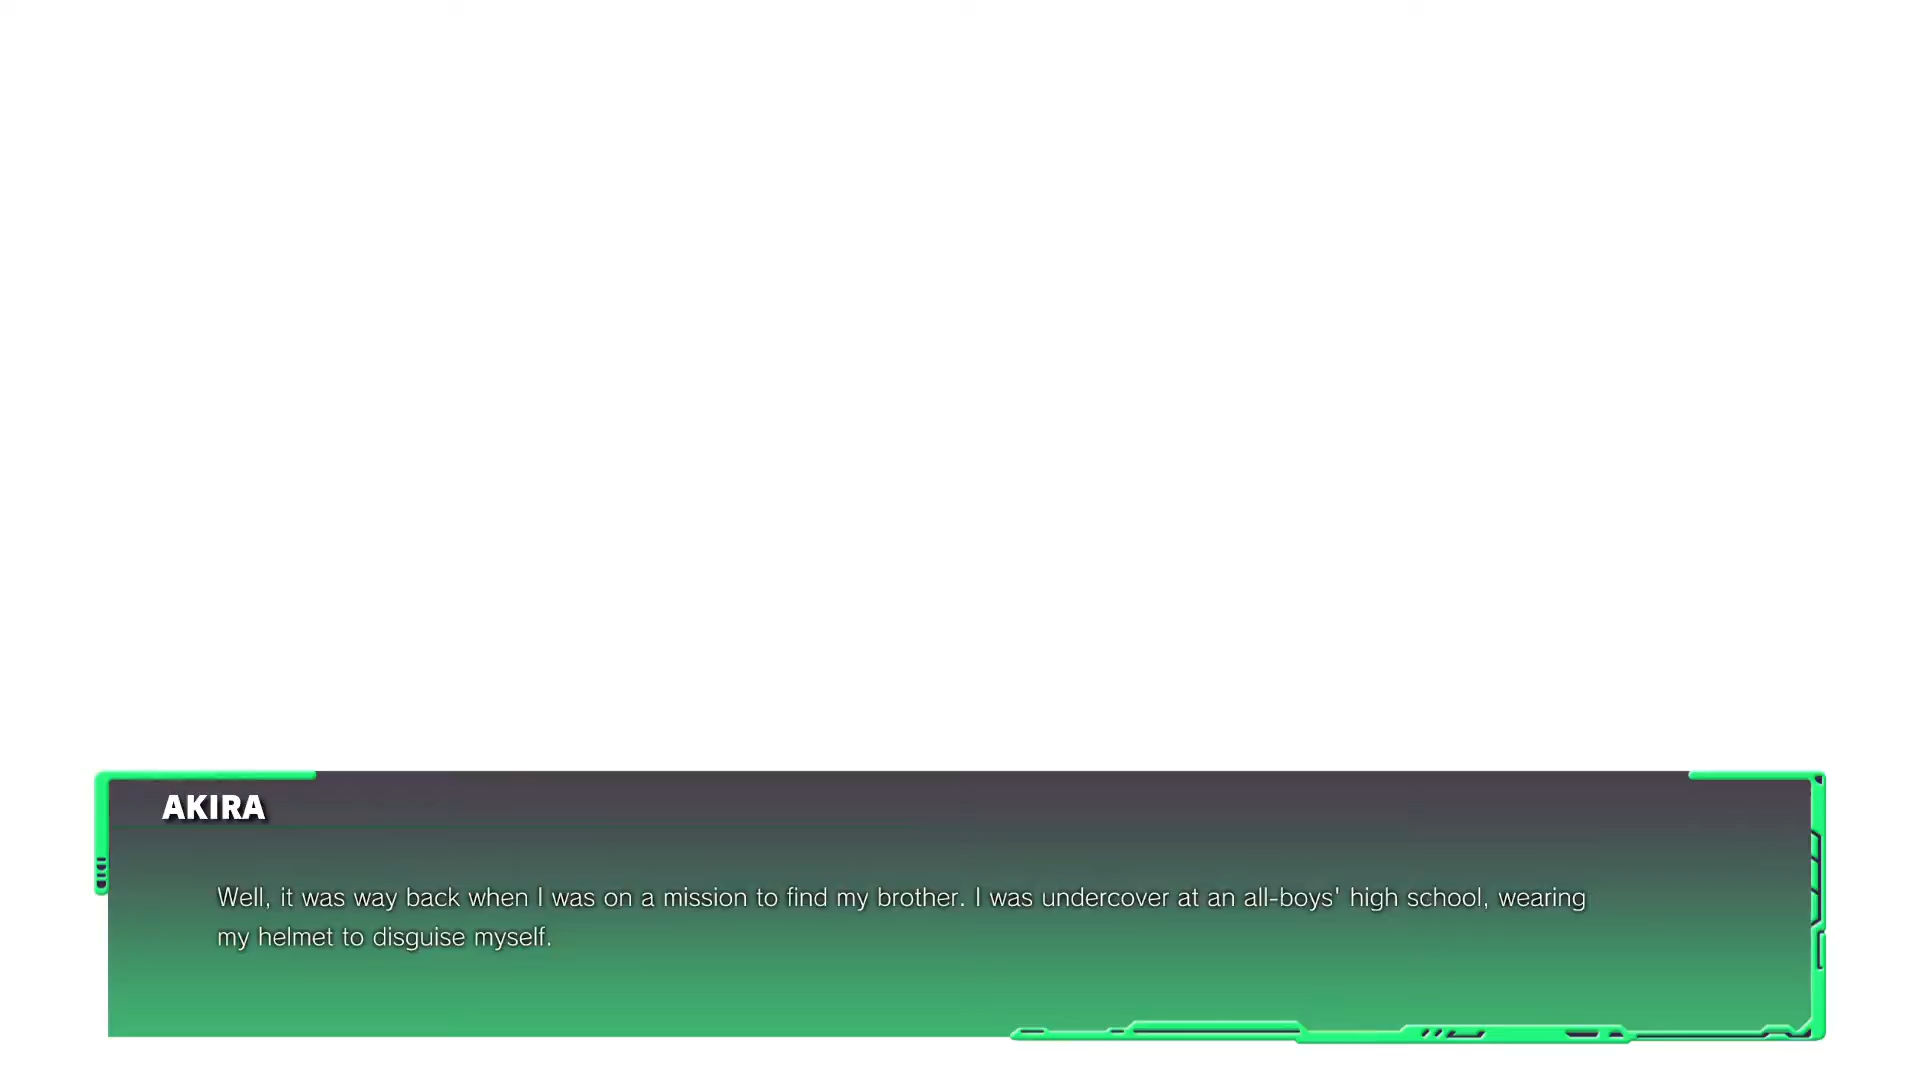 AKIRA
Well, it was way back when I was on a mission to find my brother. I was undercover at an all-boys' high school, wearing
my helmet to disguise myself.